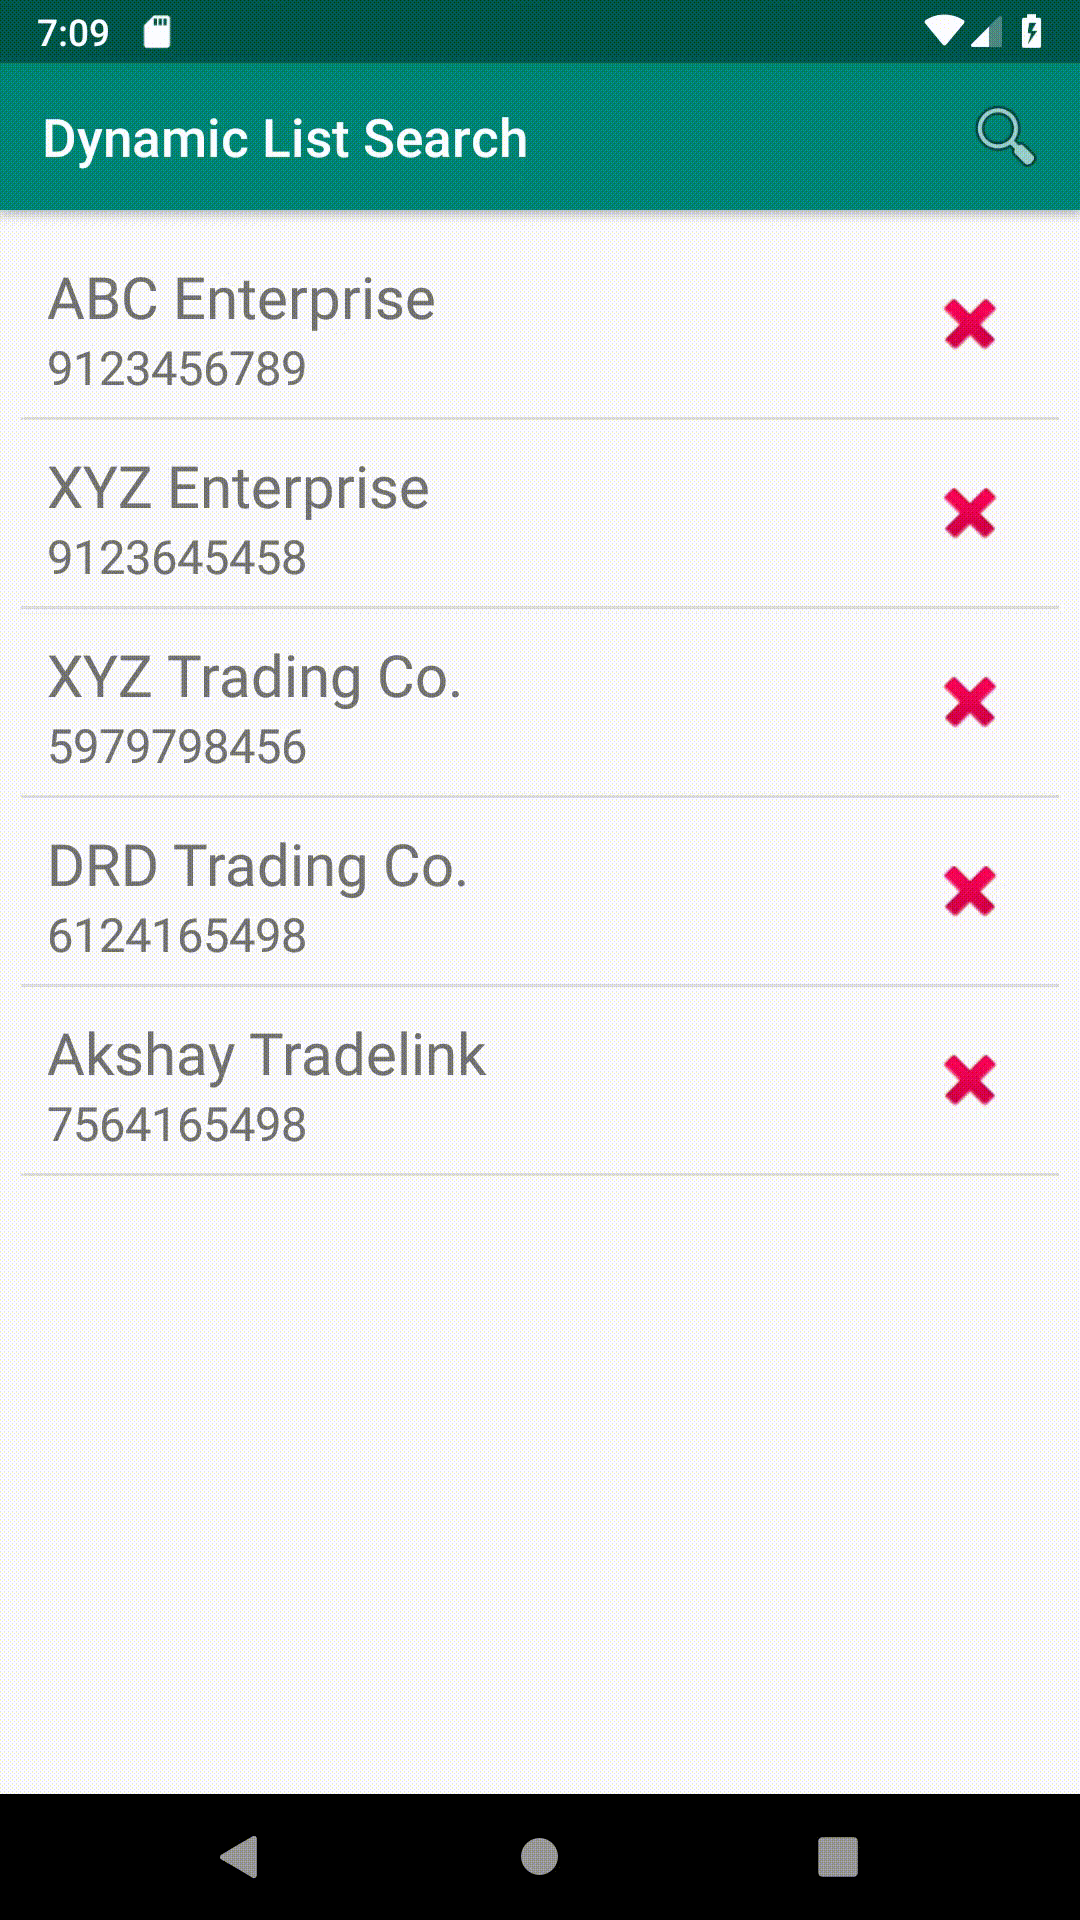 7:09
Dynamic List Search
ABC Enterprise
9123456789
XYZ Enterprise
9123645458
XYZ Trading Co.
5979798456
DRD Trading Co.
6124165498
Akshay Tradelink
7564165498